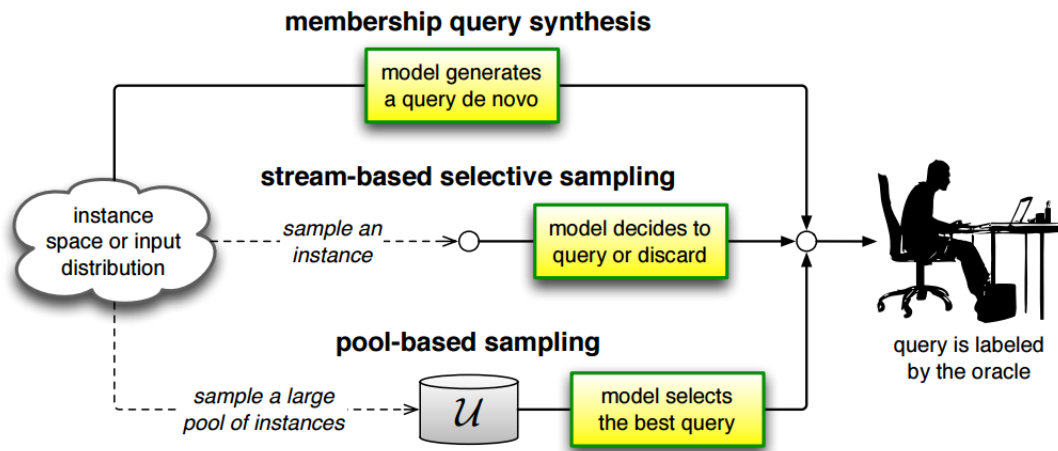 membership query synthesis
model generates
a query de novo
stream-based selective sampling
instance
space or input
distribution
sample an
instance
model decides to
query or discard
pool-based sampling
sample a large
pool of instances
U
model selects
the best query
query is labeled
by the oracle